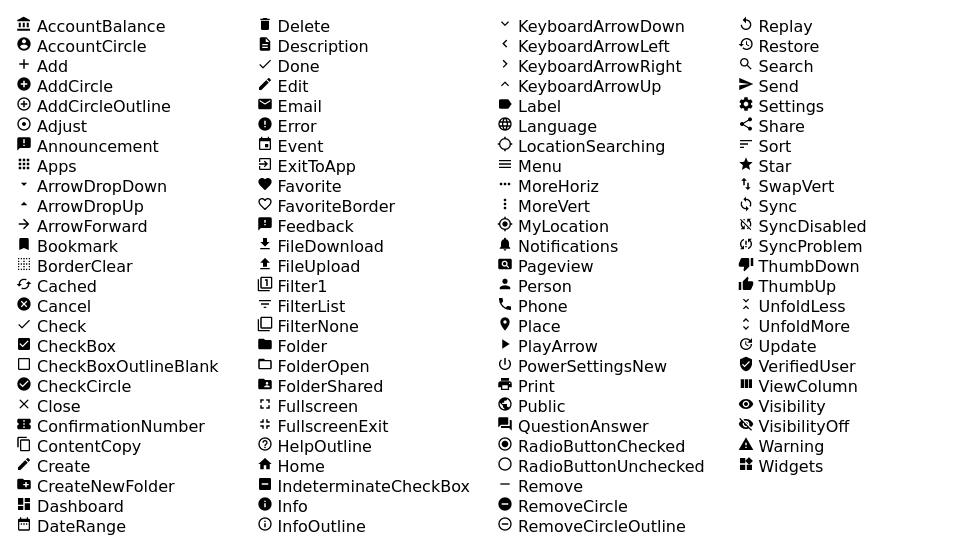 AccountBalance
AccountCircle
Add
AddCircle
AddCircleOutline
Adjust
Announcement
Apps
ArrowDropDown
ArrowDropUp
ArrowForward
Bookmark
BorderClear
Cached
Cancel
Check
CheckBox
CheckBoxOutlineBlank
CheckCircle
Close
ConfirmationNumber
ContentCopy
Create
CreateNewFolder
Dashboard
DateRange
Delete
Description
Done
Edit
Email
Error
Event
ExitToApp
Favorite
FavoriteBorder
Feedback
FileDownload
FileUpload
Filter1
FilterList
FilterNone
Folder
FolderOpen
FolderShared
Fullscreen
FullscreenExit
HelpOutline
Home
IndeterminateCheckBox
Info
InfoOutline
KeyboardArrowDown
KeyboardArrowLeft
KeyboardArrowRight
KeyboardArrowUp
Label
Language
LocationSearching
Menu
MoreHoriz
MoreVert
MyLocation
Notifications
Pageview
Person
Phone
Place
PlayArrow
PowerSettingsNew
Print
Public
QuestionAnswer
RadioButtonChecked
RadioButtonUnchecked
Remove
RemoveCircle
RemoveCircleOutline
Replay
Restore
Search
Send
Settings
Share
Sort
Star
SwapVert
Sync
SyncDisabled
SyncProblem
ThumbDown
ThumbUp
UnfoldLess
UnfoldMore
Update
VerifiedUser
ViewColumn
Visibility
VisibilityOff
Warning
Widgets